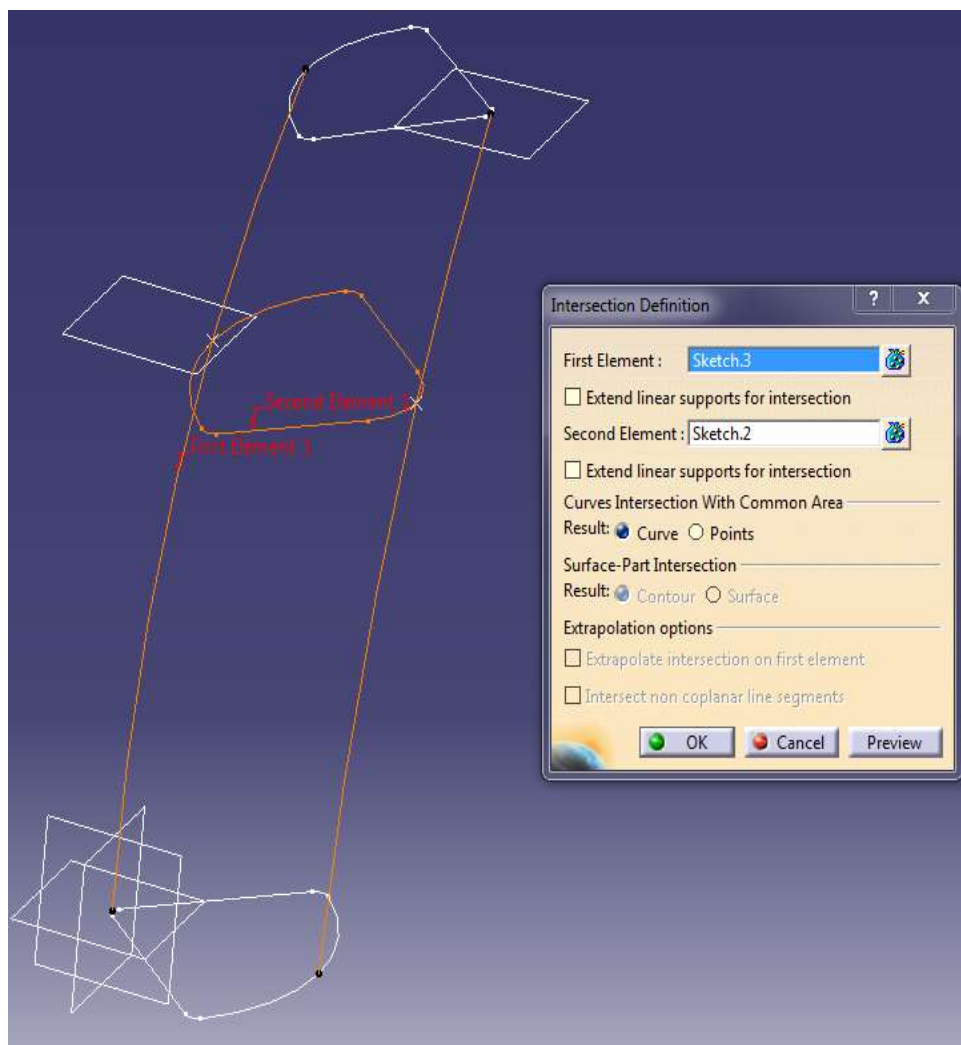 Intersection Definition
? X
First Element : Sketch.3
Extend linear supports for intersection
Second Element : Sketch.2
Extend linear supports for intersection
Curves Intersection With Common Area
Result: Curve Points
Surface-Part Intersection
Result: Contour Surface
Extrapolation options
Extrapolate intersection on first element
Intersect non coplanar line segments
OK Cancel Preview
Second Element 1
First Element 1